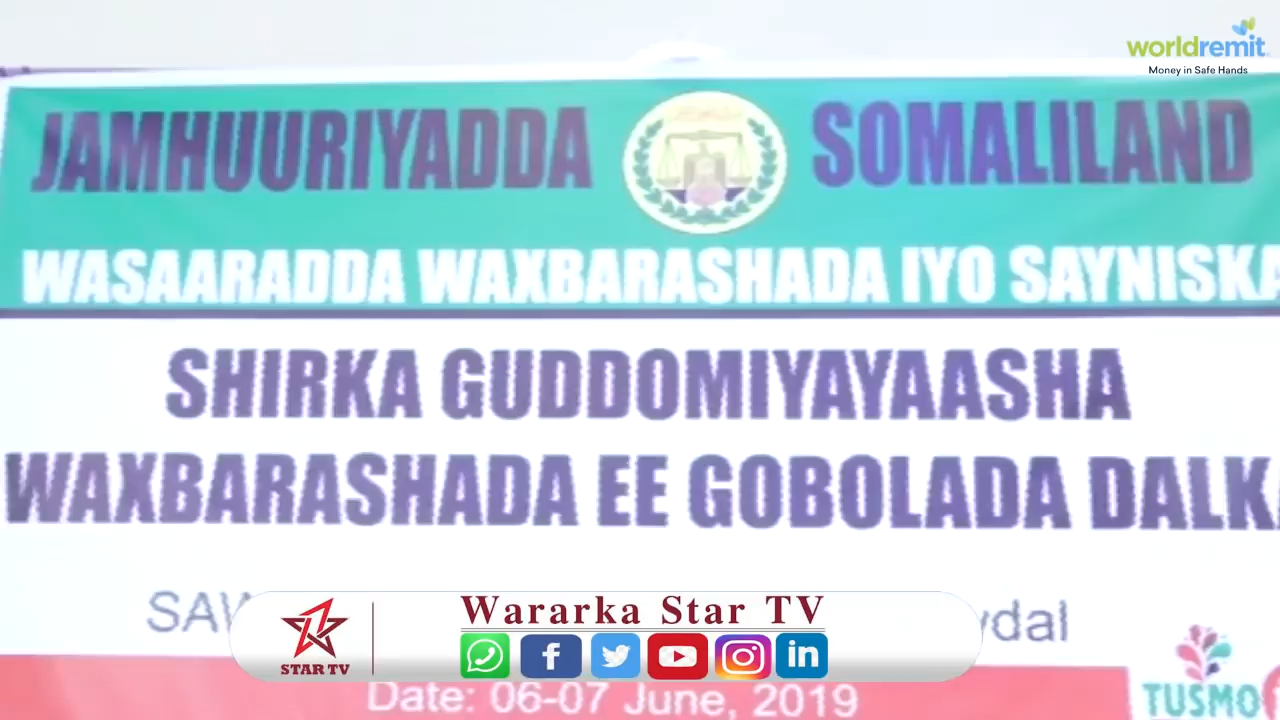 worldremit
Money in Safe Hands
JAMHUURIYADDA SOMALILAND
WASAARADDA WAXBARASHADA IYO SAYNISKA
SHIRKA GUDDOMIYAYAASHA
WAXBARASHADA EE GOBOLADA DALKA
Wararka Star TV
STAR TV
Date: 06-07 June, 2019
TUSMO